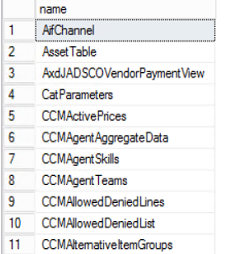 name
1 AifChannel
2 AssetTable
3 AxdJADSCOVendorPaymentView
4 CatParameters
5 CCMActivePrices
6 CCMAgentAggregateData
7 CCMAgentSkills
8 CCMAgentTeams
9 CCMAllowedDeniedLines
10 CCMAllowedDeniedList
11 CCMAlternativeItemGroups